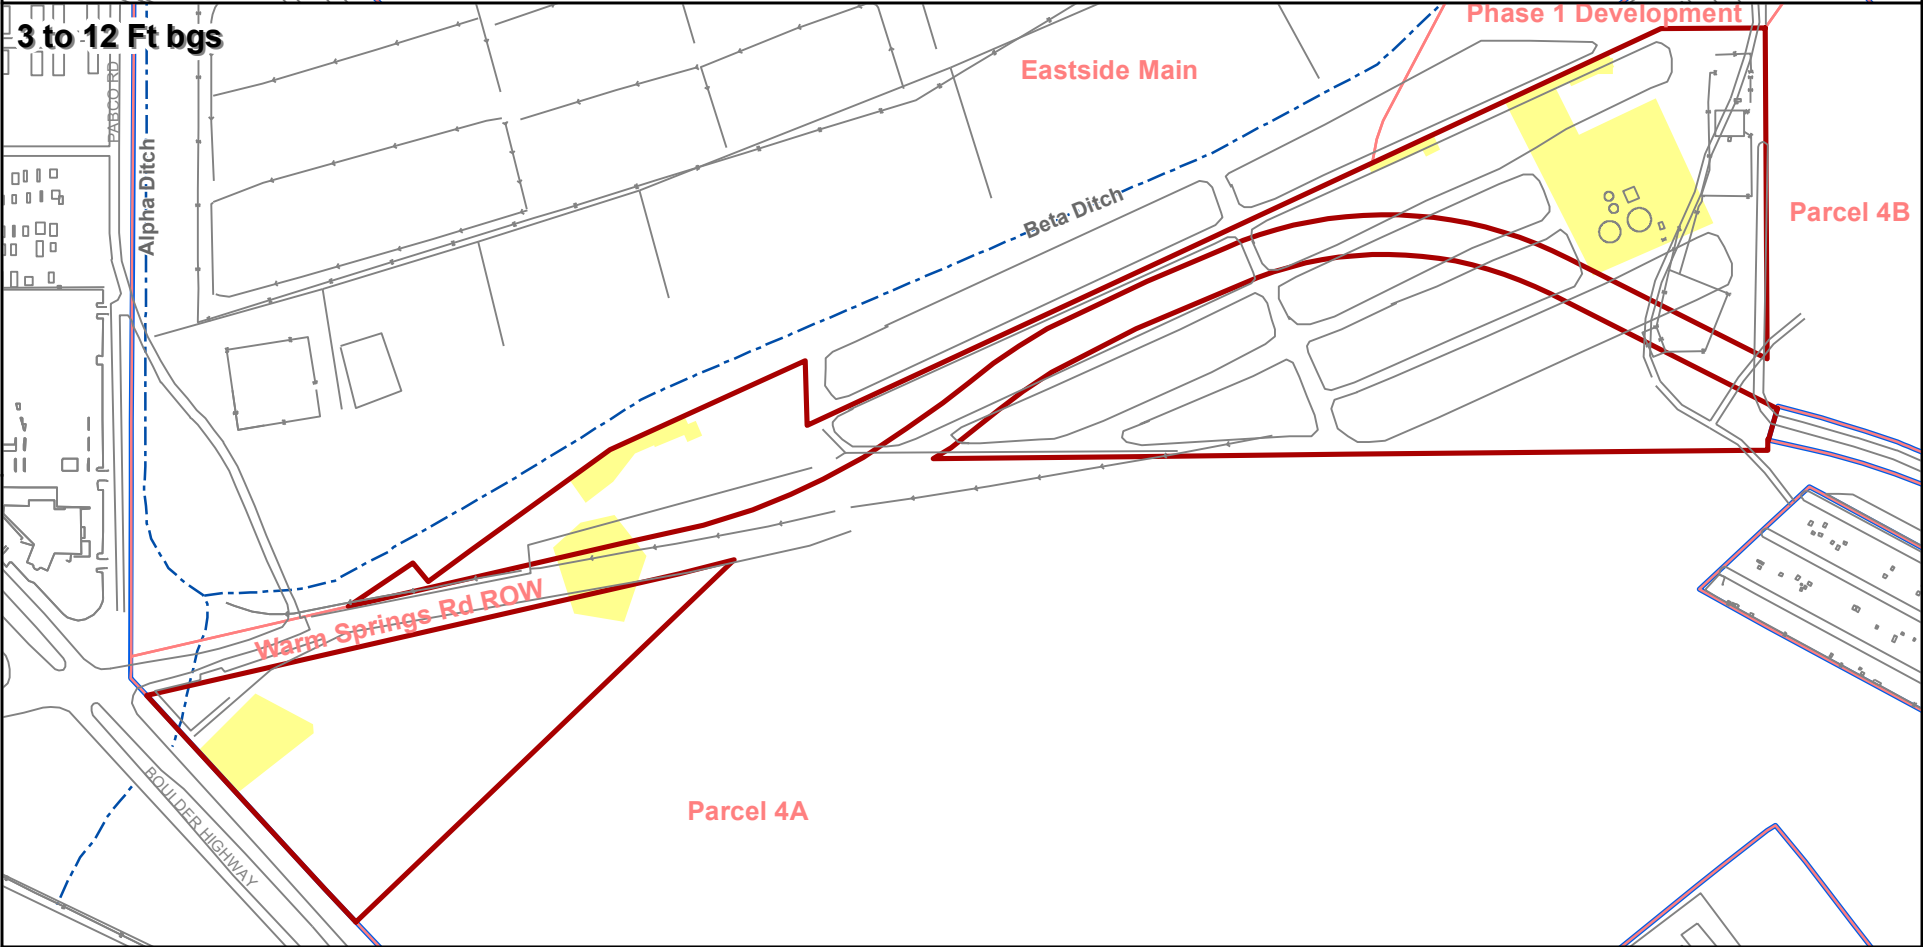 3 to 12 Ft bgs
Phase 1 Development
Eastside Main
PABCO RD
Alpha Ditch
Beta Ditch
Parcel 4B
Warm Springs Rd ROW
Parcel 4A
BOULDER HIGHWAY